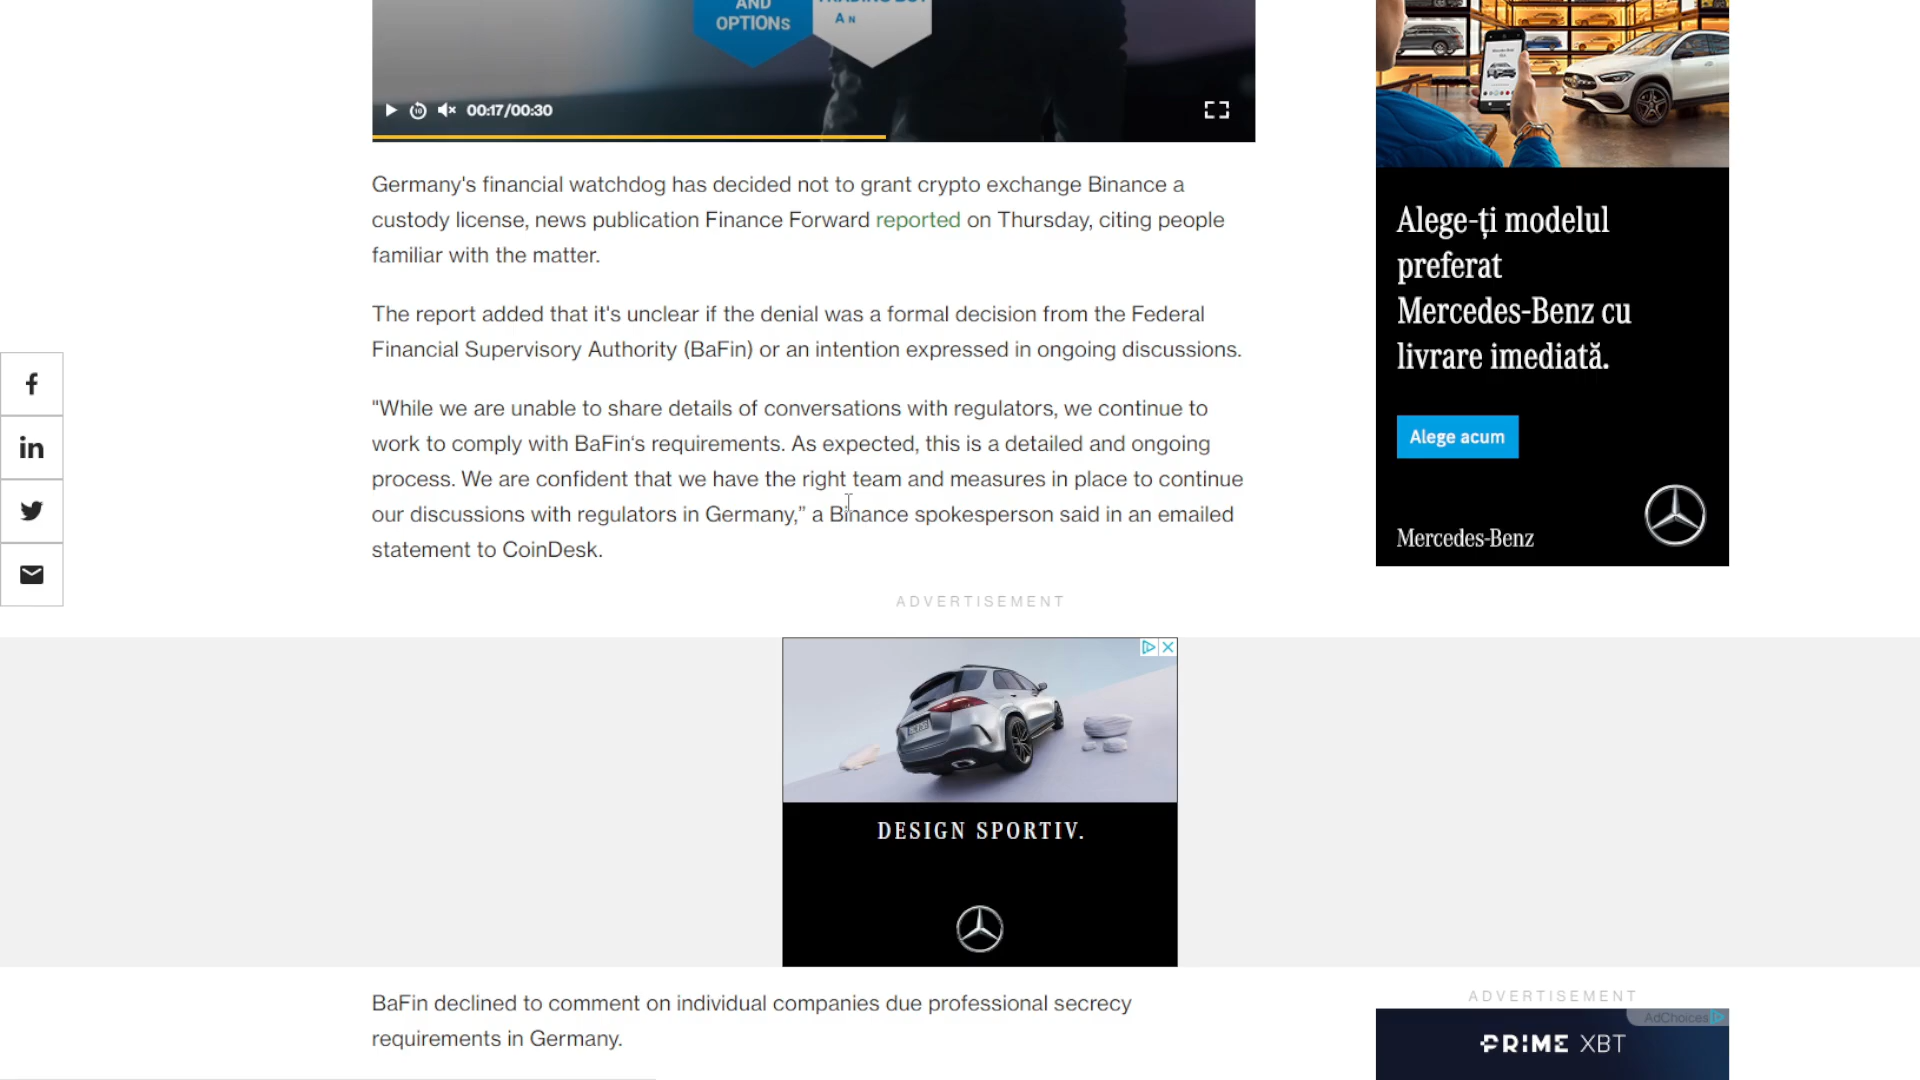 AND
OPTIONS
AN
00:17/00:30
Germany's financial watchdog has decided not to grant crypto exchange Binance a
custody license, news publication Finance Forward reported on Thursday, citing people
familiar with the matter.
The report added that it's unclear if the denial was a formal decision from the Federal
Financial Supervisory Authority (BaFin) or an intention expressed in ongoing discussions.
"While we are unable to share details of conversations with regulators, we continue to
work to comply with BaFin‘s requirements. As expected, this is a detailed and ongoing
process. We are confident that we have the right team and measures in place to continue
our discussions with regulators in Germany,” a Binance spokesperson said in an emailed
statement to CoinDesk.
ADVERTISEMENT
DESIGN SPORTIV.
BaFin declined to comment on individual companies due professional secrecy
requirements in Germany.
Alege-ți modelul
preferat
Mercedes-Benz cu
livrare imediată.
Alege acum
Mercedes-Benz
ADVERTISEMENT
AdChoices
PRIME XBT